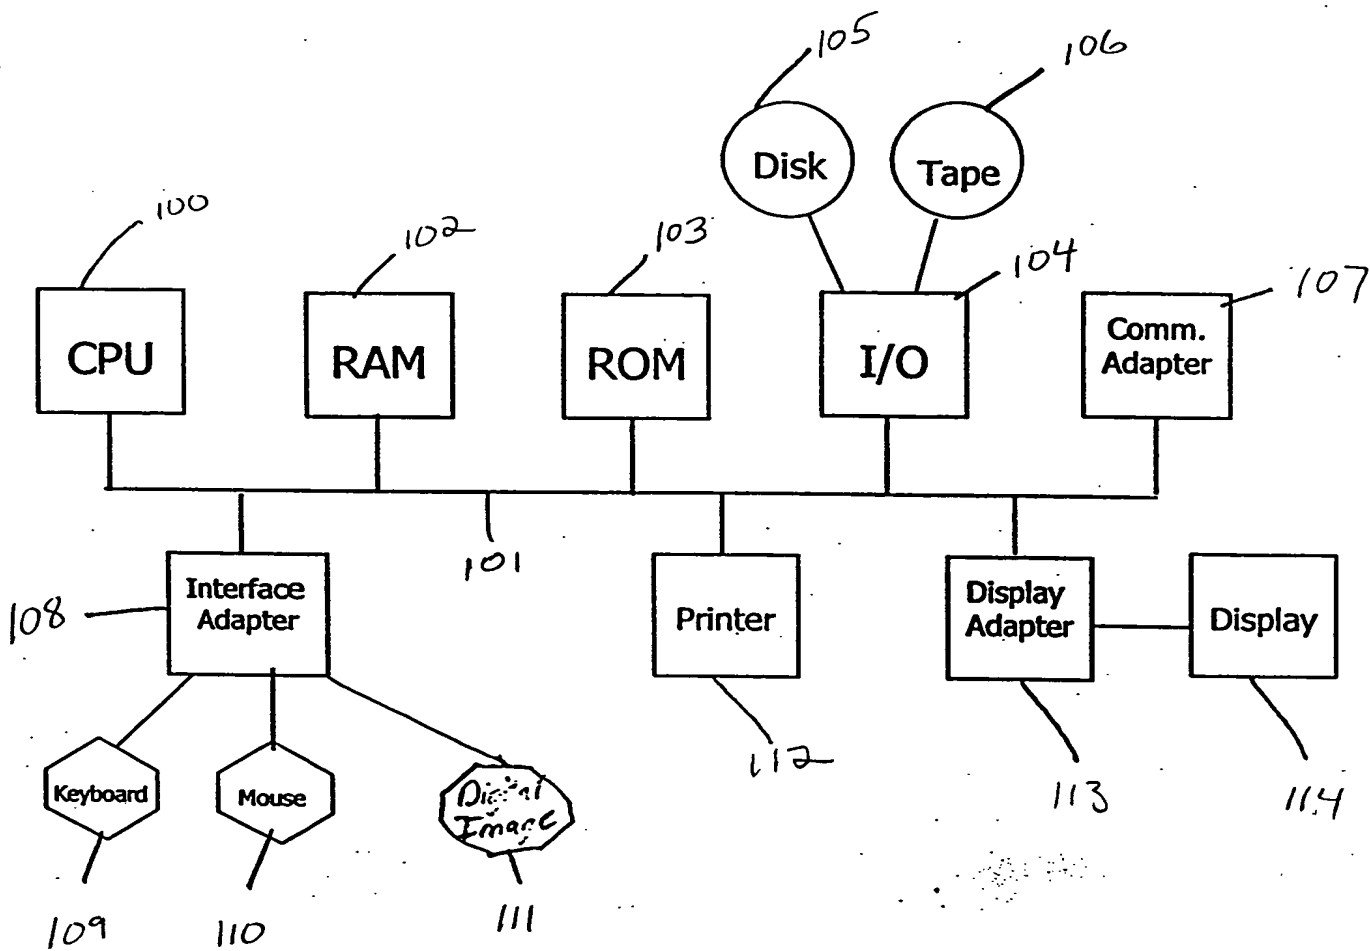 105
106
Disk
Tape
100
102
103
104
107
CPU
RAM
ROM
I/O
Comm.
Adapter
101
108
Interface
Adapter
Printer
Display
Adapter
Display
112
113
114
Keyboard
Mouse
Digital
Image
109
110
111